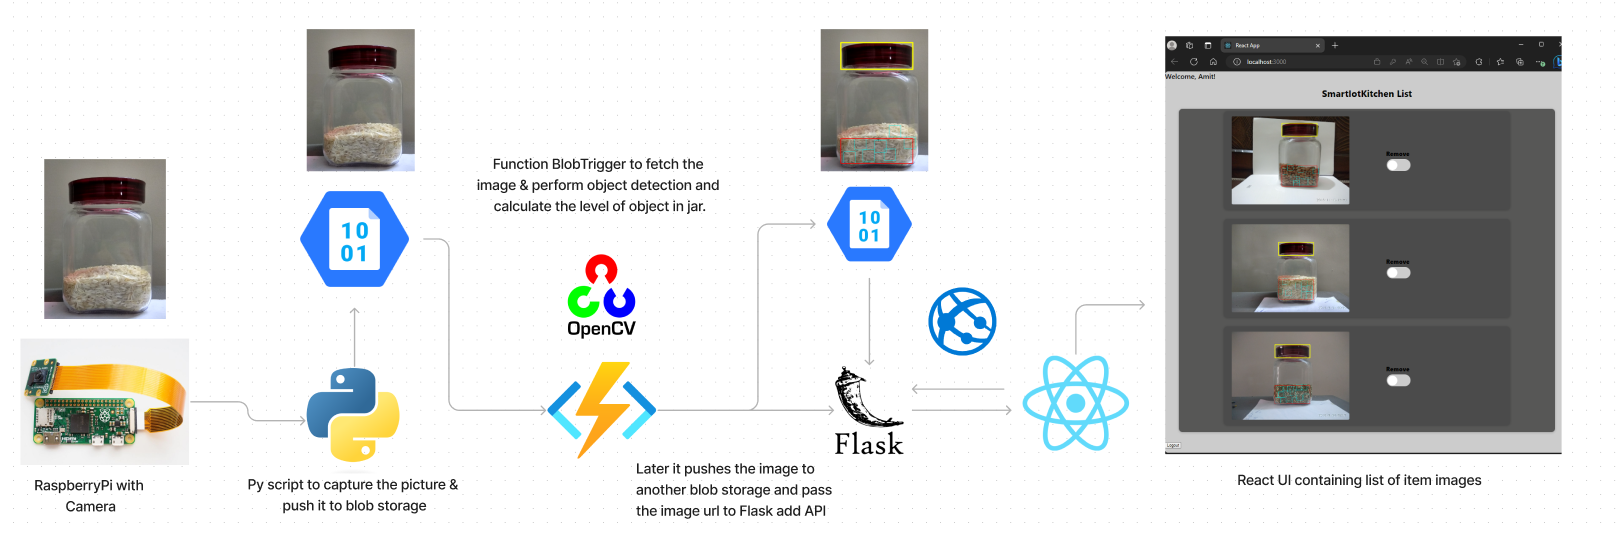 RaspberryPi with
Camera
10
01
Py script to capture the picture &
push it to blob storage
Function BlobTrigger to fetch the
image & perform object detection and
calculate the level of object in jar.
OpenCV
Later it pushes the image to
another blob storage and pass
the image url to Flask add API
10
01
Flask
React App
localhost:3000
Welcome, Amit!
SmartIotKitchen List
Remove
Remove
Remove
Logout
React UI containing list of item images